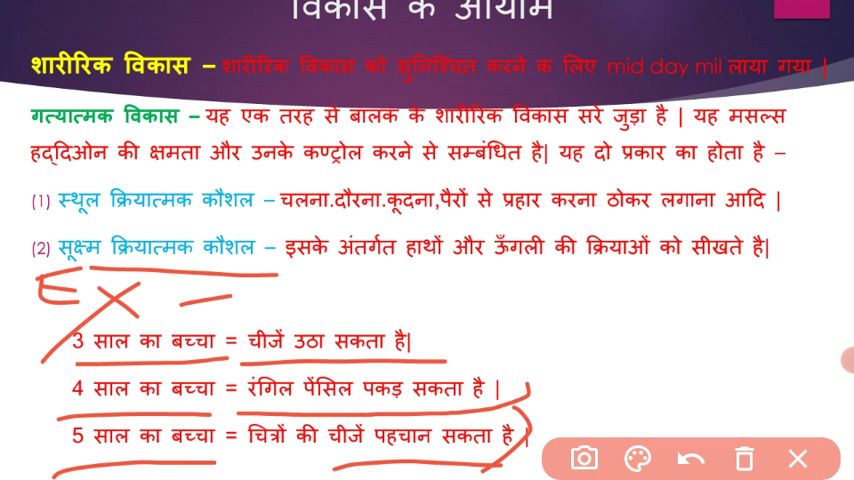 विकास के आयाम
शारीरिक विकास – शारीरिक विकास को सुनिश्चित करने क लिए mid day mil लाया गया |
गत्यात्मक विकास – यह एक तरह से बालक के शारीरिक विकास सरे जुड़ा है | यह मसल्स
हद्दिओन की क्षमता और उनके कण्ट्रोल करने से सम्बंधित है| यह दो प्रकार का होता है –
(1) स्थूल क्रियात्मक कौशल – चलना.दौरना.कूदना,पैरों से प्रहार करना ठोकर लगाना आदि |
(2) सूक्ष्म क्रियात्मक कौशल – इसके अंतर्गत हाथों और ऊँगली की क्रियाओं को सीखते है|
EX –
3 साल का बच्चा = चीजें उठा सकता है|
4 साल का बच्चा = रंगिल पेंसिल पकड़ सकता है |
5 साल का बच्चा = चित्रों की चीजें पहचान सकता है |